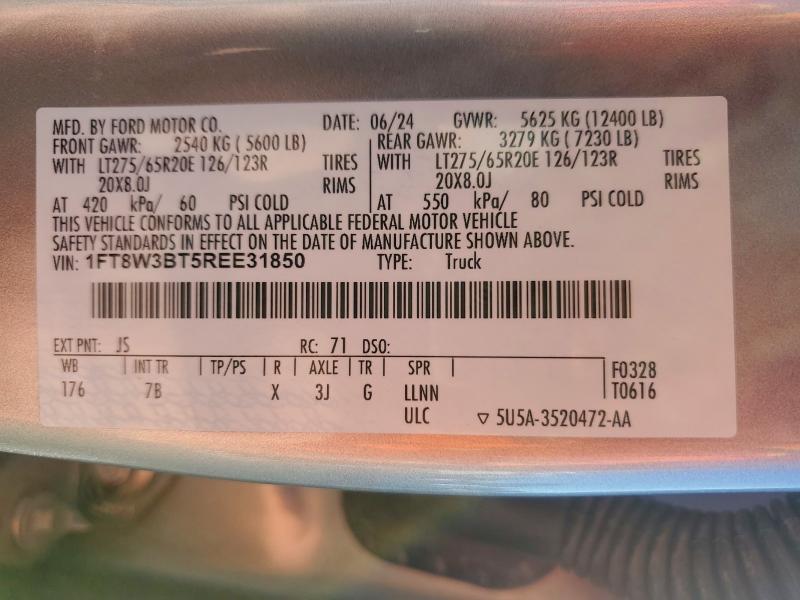 MFD. BY FORD MOTOR CO. DATE: 06/24 GVWR: 5625 KG (12400 LB)
FRONT GAWR: 2540 KG ( 5600 LB) REAR GAWR: 3279 KG ( 7230 LB)
WITH LT275/65R20E 126/123R TIRES WITH LT275/65R20E 126/123R TIRES
20X8.0J RIMS 20X8.0J RIMS
AT 420 kPa/ 60 PSI COLD AT 550 kPa/ 80 PSI COLD
THIS VEHICLE CONFORMS TO ALL APPLICABLE FEDERAL MOTOR VEHICLE
SAFETY STANDARDS IN EFFECT ON THE DATE OF MANUFACTURE SHOWN ABOVE.
VIN: 1FT8W3BT5REE31850 TYPE: Truck
EXT PNT: JS RC: 71 DSO:
WB INT TR TP/PS R AXLE TR SPR F0328
176 7B X 3J G LLNN T0616
ULC 5U5A-3520472-AA